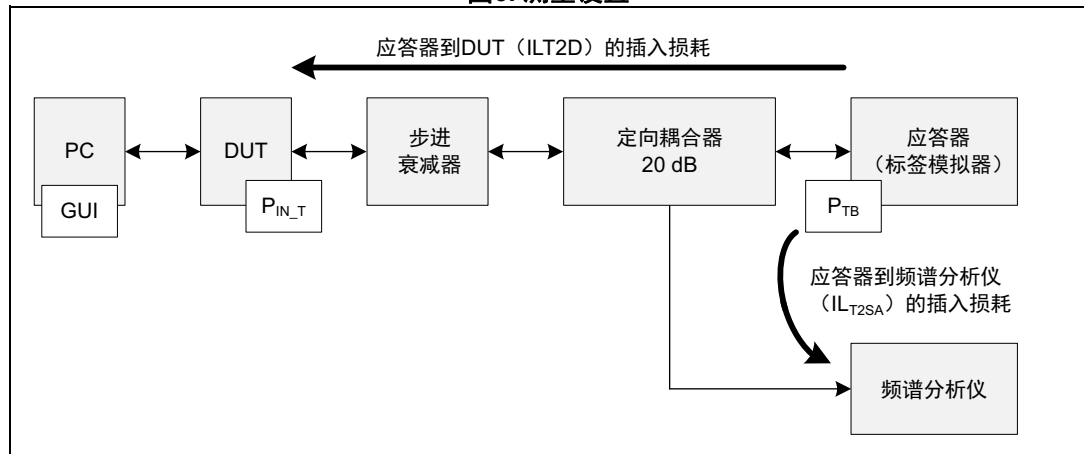 应答器到DUT（ILT2D）的插入损耗
PC
GUI
DUT
PIN_T
步进
衰减器
定向耦合器
20 dB
应答器
（标签模拟器）
PTB
应答器到频谱分析仪
（ILT2SA）的插入损耗
频谱分析仪